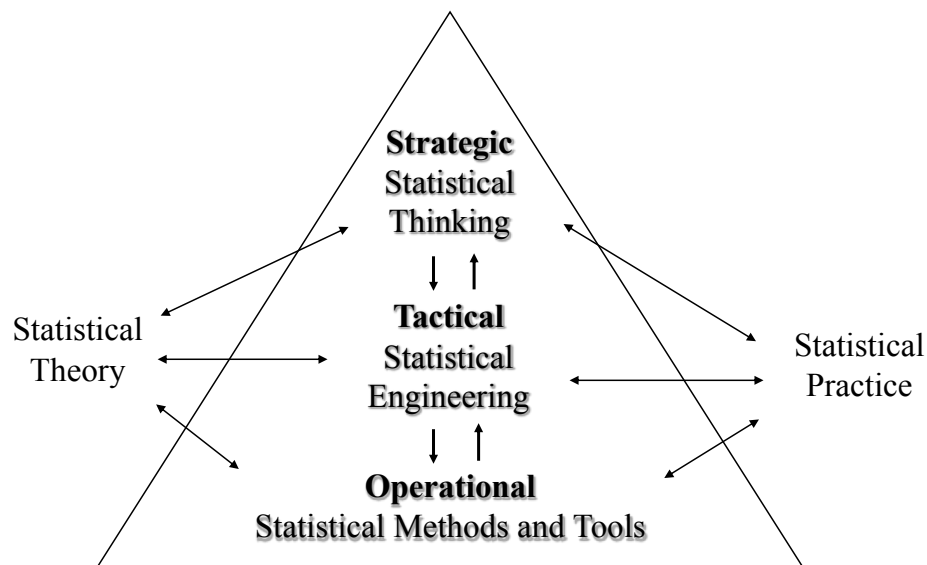 Strategic
Statistical
Thinking
Statistical
Theory
Tactical
Statistical
Engineering
Statistical
Practice
Operational
Statistical Methods and Tools